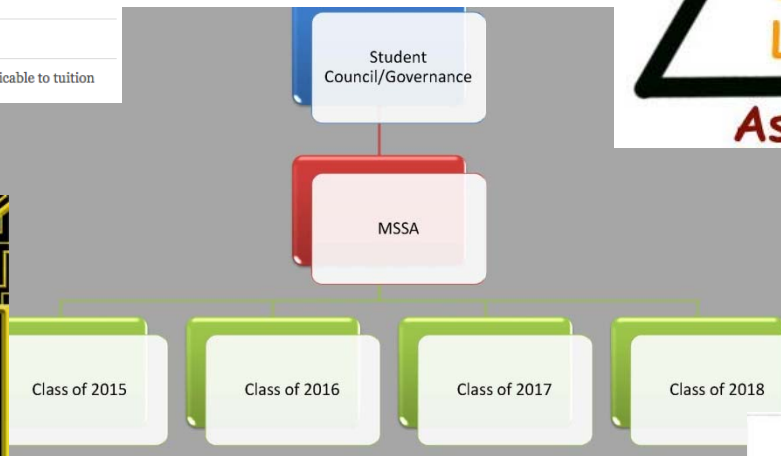 icable to tuition
Student
Council/Governance
As
MSSA
Class of 2015
Class of 2016
Class of 2017
Class of 2018